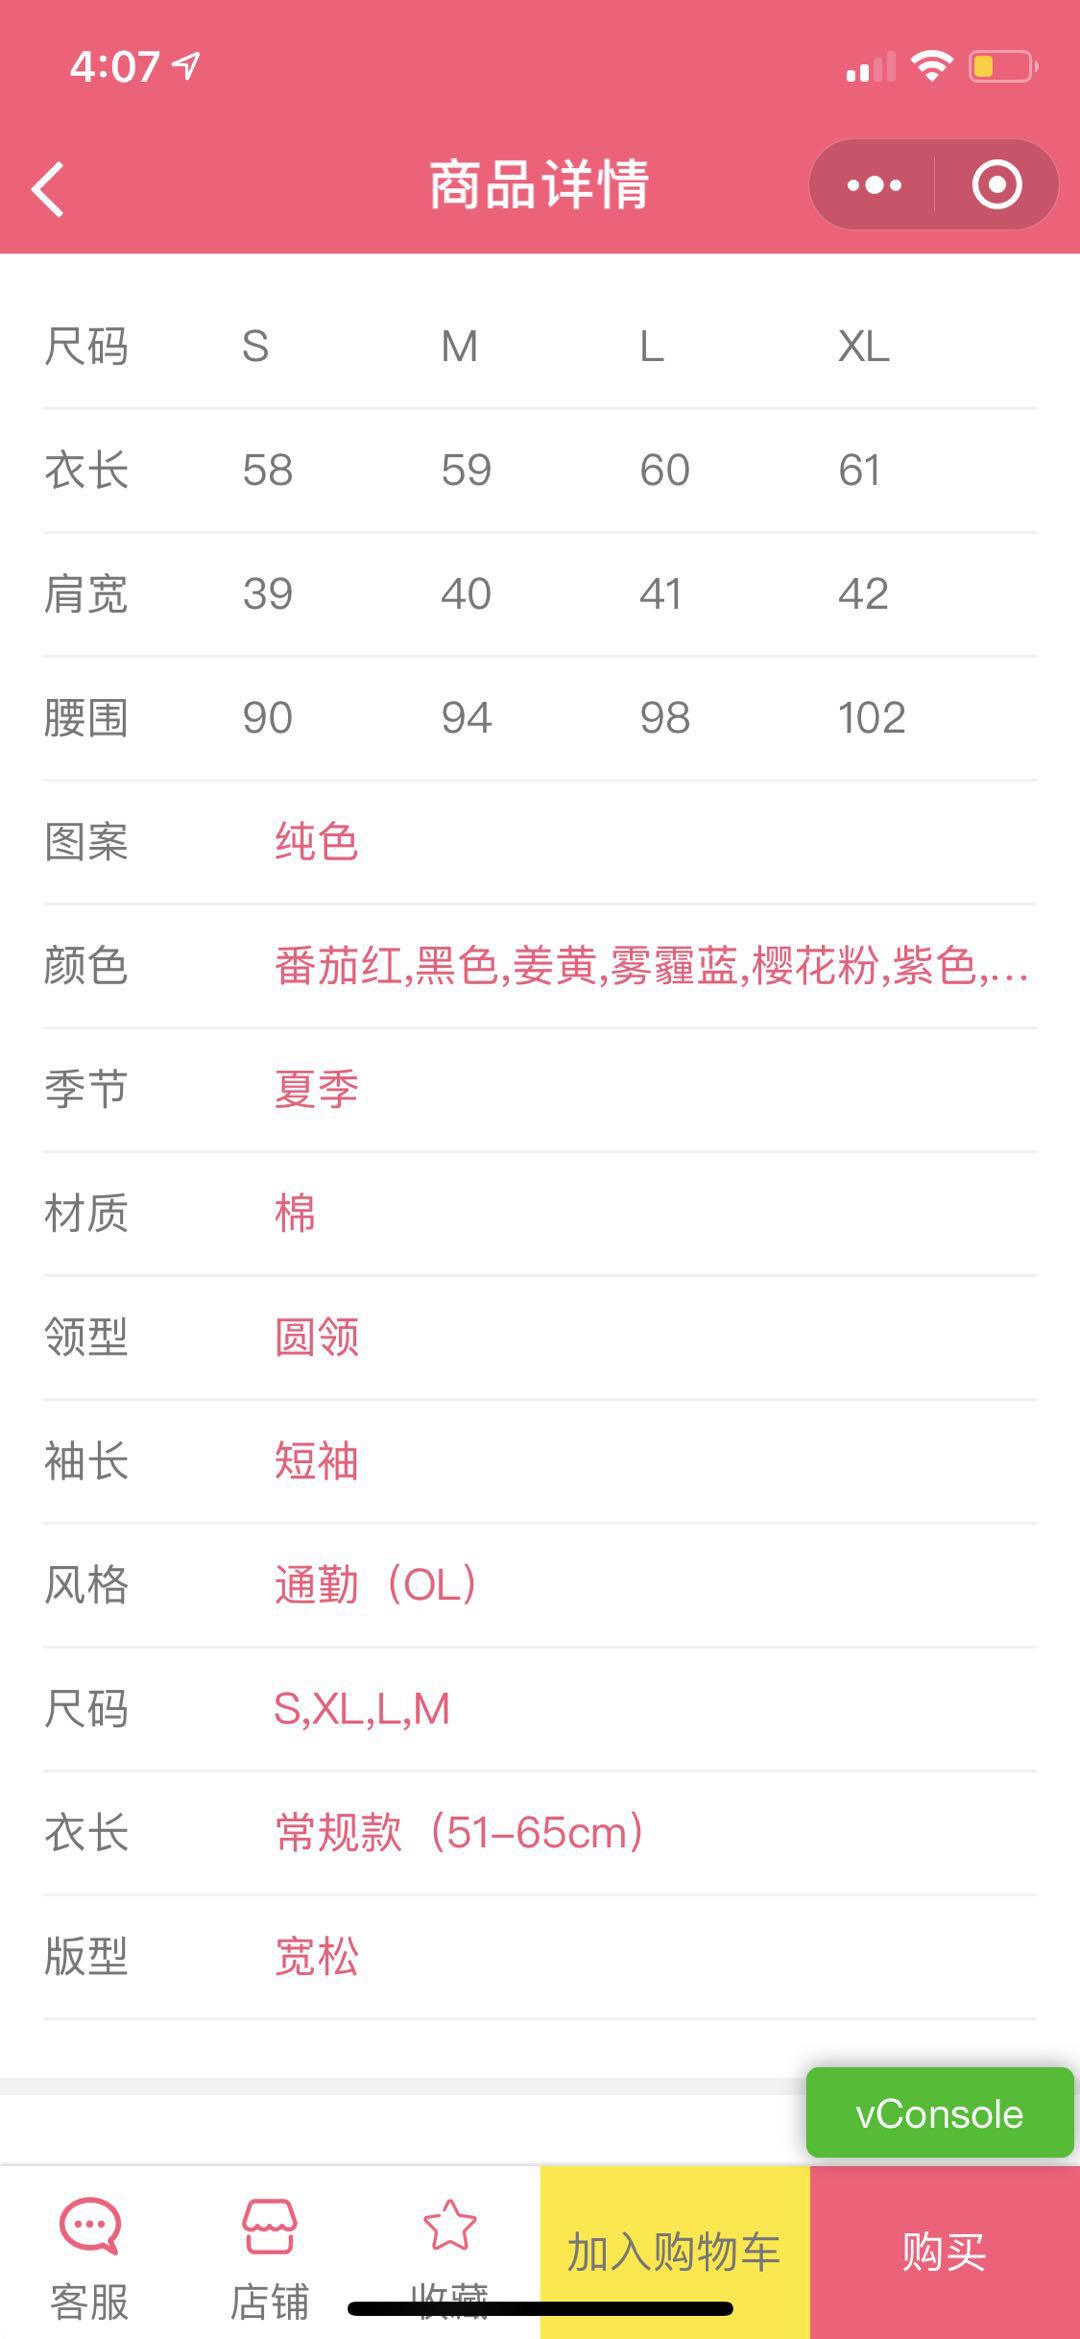 4:07
商品详情
尺码 S M L XL
衣长 58 59 60 61
肩宽 39 40 41 42
腰围 90 94 98 102
图案 纯色
颜色 番茄红,黑色,姜黄,雾霾蓝,樱花粉,紫色,...
季节 夏季
材质 棉
领型 圆领
袖长 短袖
风格 通勤（OL）
尺码 S,XL,L,M
衣长 常规款（51-65cm）
版型 宽松
vConsole
加入购物车 购买
客服 店铺 收藏